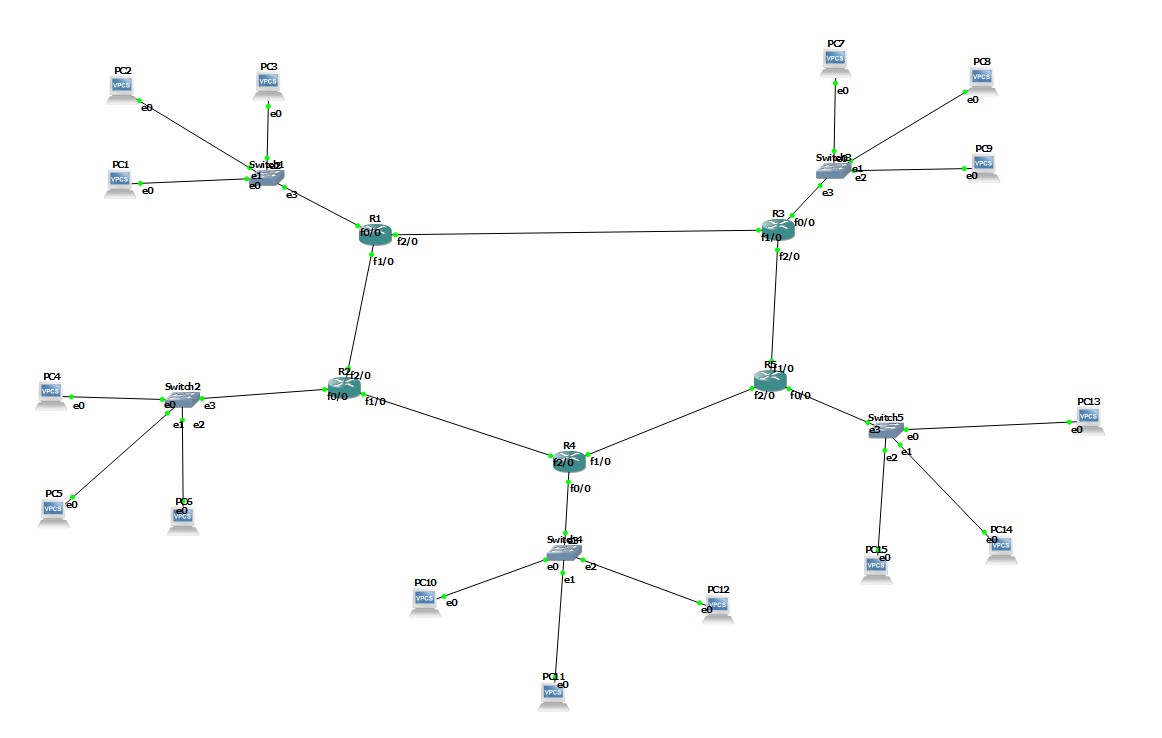 PC7
PC8
PC3
PC2
VPCS
VPCS
VPCS
VPCS
e0
e0
e0
e0
PC9
PC1
Switch1
Switch3
VPCS
VPCS
e1
e1
e0
e2
e0
e0
e0
e3
e3
R1
R3
f0/0
f0/0
f2/0
f1/0
f1/0
f2/0
R2
f2/0
R5
f1/0
PC4
Switch2
VPCS
f0/0
f1/0
f2/0
f0/0
e0
e0
e3
PC13
VPCS
Switch5
e1
e2
e3
e0
e0
R4
e2
e1
f2/0
f1/0
f0/0
PC5
VPCS
e0
PC6
e0
VPCS
PC14
e0
VPCS
Switch4
PC15
e0
VPCS
e0
e2
e1
PC10
PC12
VPCS
e0
VPCS
e0
PC11
e0
VPCS